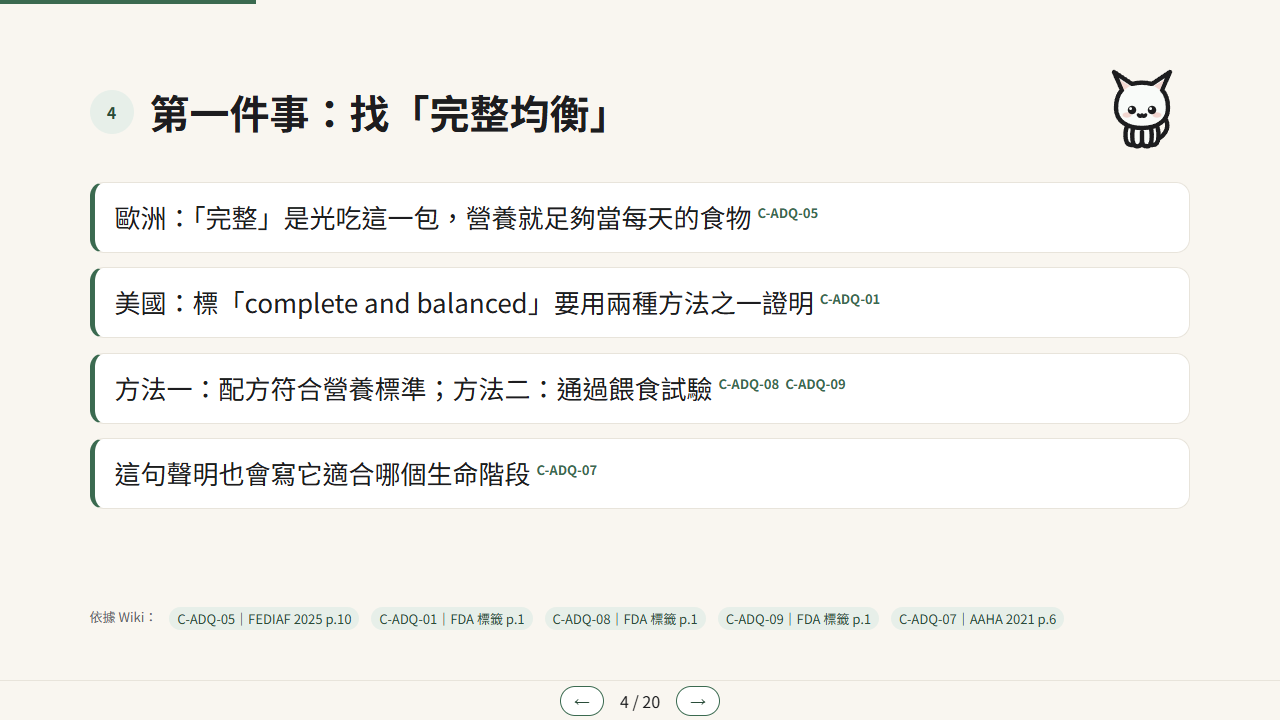 4
第一件事：找「完整均衡」
歐洲：「完整」是光吃這一包，營養就足夠當每天的食物 C-ADQ-05
美國：標「complete and balanced」要用兩種方法之一證明 C-ADQ-01
方法一：配方符合營養標準；方法二：通過餵食試驗 C-ADQ-08 C-ADQ-09
這句聲明也會寫它適合哪個生命階段 C-ADQ-07
依據 Wiki： C-ADQ-05｜FEDIAF 2025 p.10 C-ADQ-01｜FDA 標籤 p.1 C-ADQ-08｜FDA 標籤 p.1 C-ADQ-09｜FDA 標籤 p.1 C-ADQ-07｜AAHA 2021 p.6
← 4 / 20 →